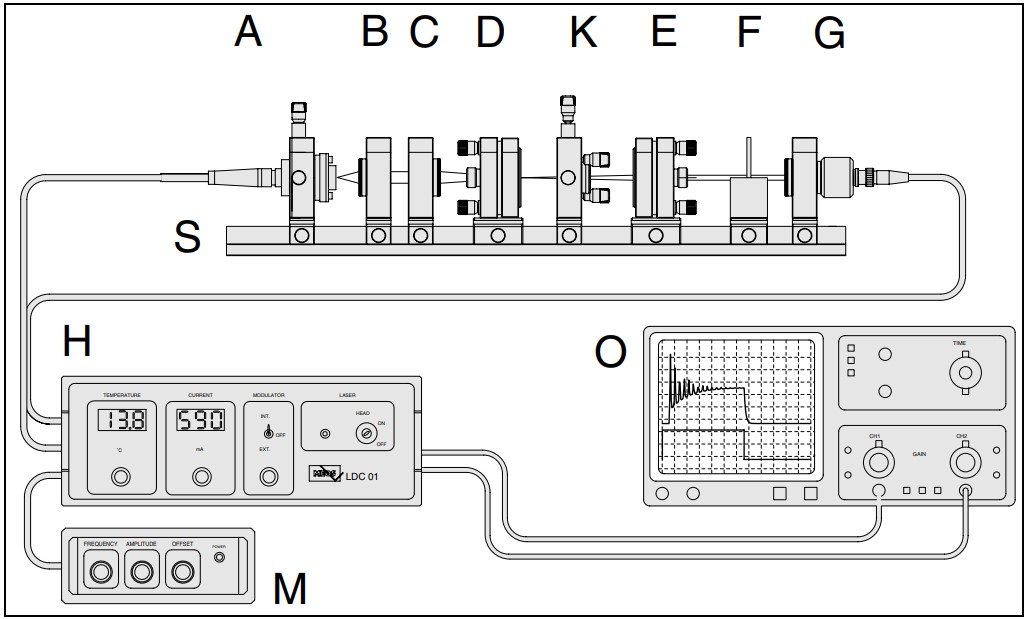 A B C D K E F G
S
H
O
TEMPERATURE CURRENT MODULATOR LASER
13.8 590
INT.
OFF
EXT.
°C mA
HEAD
ON
OFF
MEOS LDC 01
TIME
CH1 CH2
GAIN
FREQUENCY AMPLITUDE OFFSET POWER
M